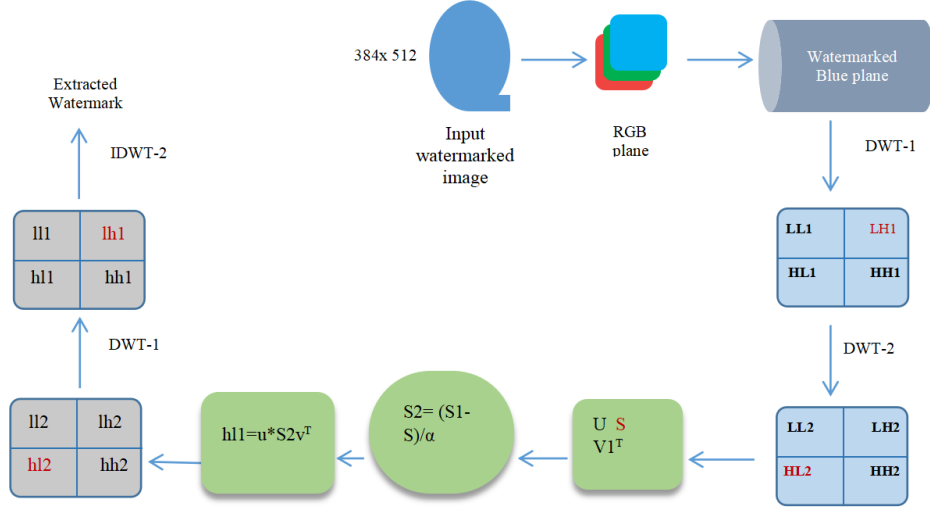 384x 512
Input
watermarked
image
RGB
plane
Watermarked
Blue plane
DWT-1
LL1 LH1
HL1 HH1
DWT-2
LL2 LH2
HL2 HH2
U S
V1ᵀ
S2= (S1-
S)/α
hl1=u*S2vᵀ
ll2 lh2
hl2 hh2
DWT-1
ll1 lh1
hl1 hh1
IDWT-2
Extracted
Watermark